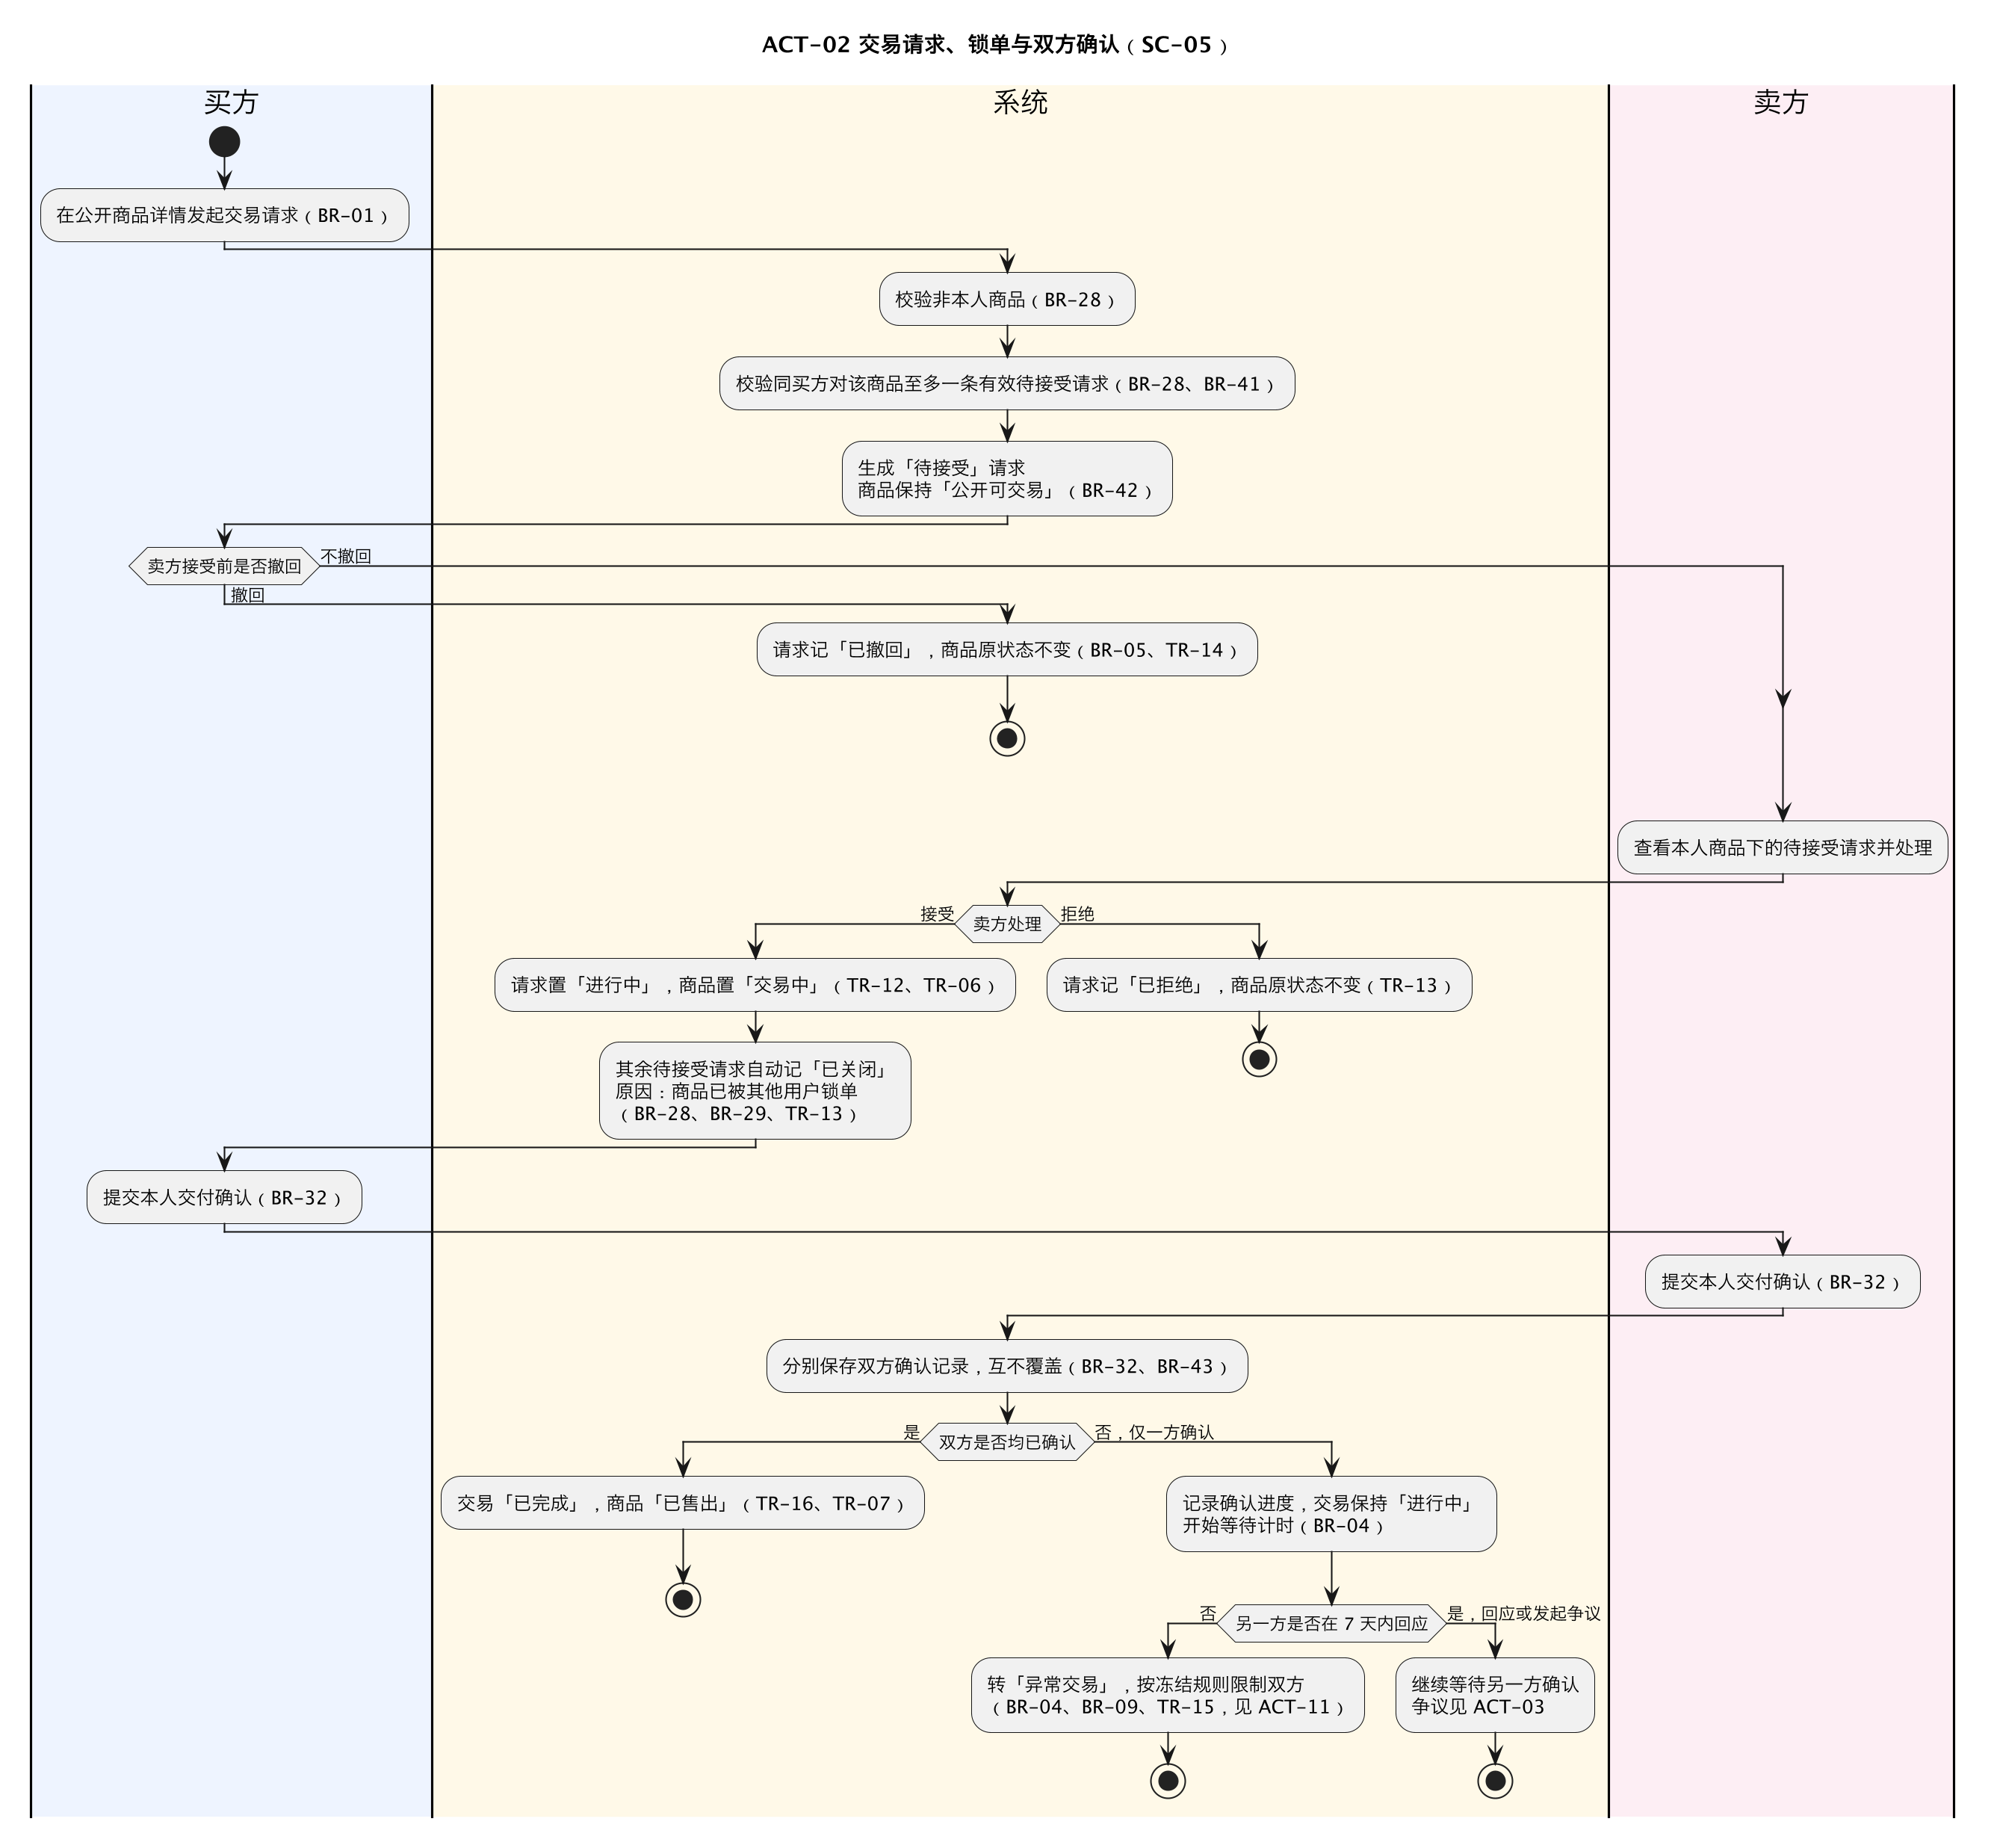 ACT-02 交易请求、锁单与双方确认（SC-05）
买方
系统
卖方
在公开商品详情发起交易请求（BR-01）
校验非本人商品（BR-28）
校验同买方对该商品至多一条有效待接受请求（BR-28、BR-41）
生成「待接受」请求
商品保持「公开可交易」（BR-42）
卖方接受前是否撤回
不撤回
撤回
请求记「已撤回」，商品原状态不变（BR-05、TR-14）
查看本人商品下的待接受请求并处理
卖方处理
接受
拒绝
请求置「进行中」，商品置「交易中」（TR-12、TR-06）
请求记「已拒绝」，商品原状态不变（TR-13）
其余待接受请求自动记「已关闭」
原因：商品已被其他用户锁单
（BR-28、BR-29、TR-13）
提交本人交付确认（BR-32）
提交本人交付确认（BR-32）
分别保存双方确认记录，互不覆盖（BR-32、BR-43）
双方是否均已确认
是
否，仅一方确认
交易「已完成」，商品「已售出」（TR-16、TR-07）
记录确认进度，交易保持「进行中」
开始等待计时（BR-04）
另一方是否在 7 天内回应
否
是，回应或发起争议
转「异常交易」，按冻结规则限制双方
（BR-04、BR-09、TR-15，见 ACT-11）
继续等待另一方确认
争议见 ACT-03